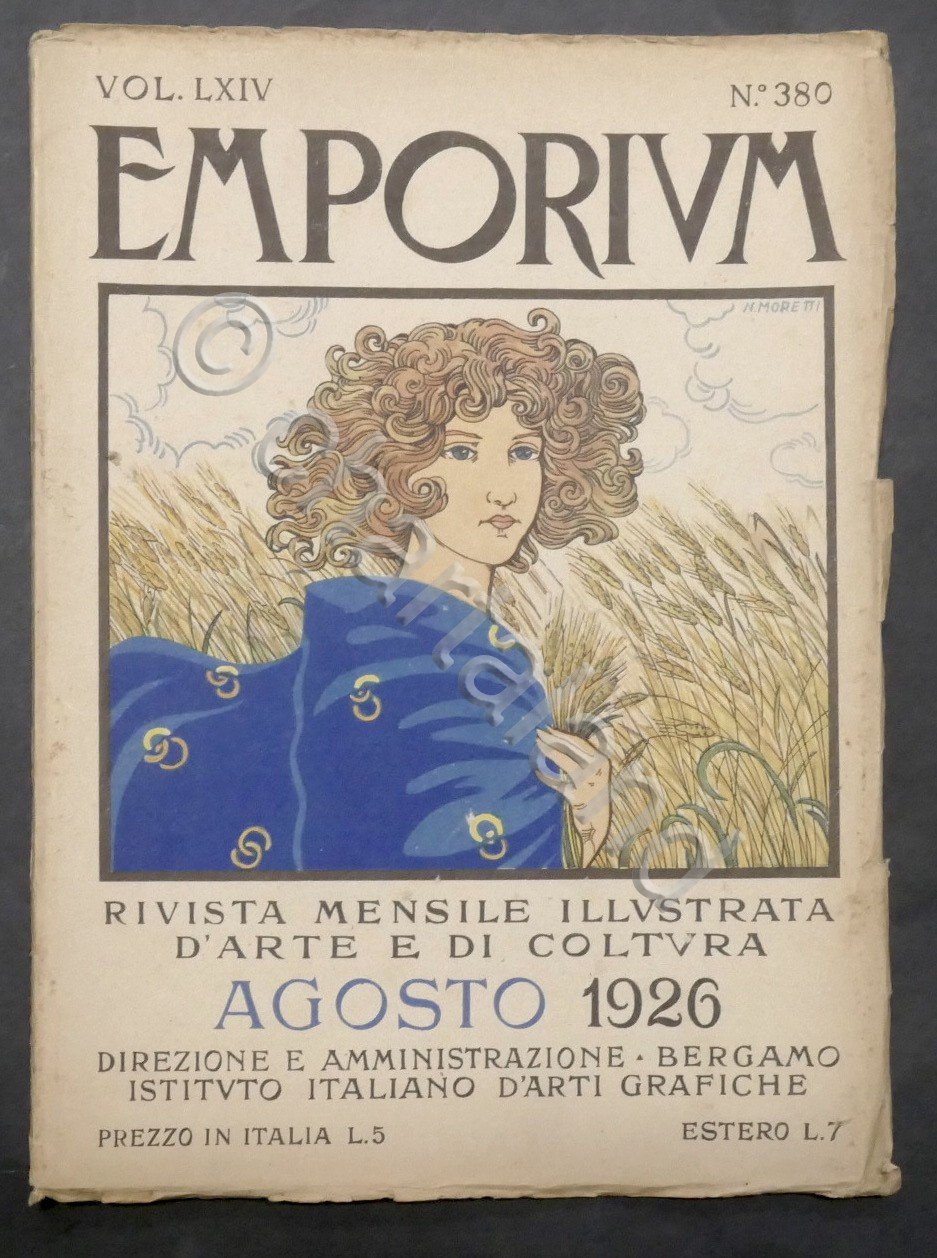 VOL. LXIV
N.º 380
EMPORIVM
N. MORETTI
© Chartaland
RIVISTA MENSILE ILLVSTRATA
D'ARTE E DI COLTVRA
AGOSTO 1926
DIREZIONE E AMMINISTRAZIONE · BERGAMO
ISTITVTO ITALIANO D'ARTI GRAFICHE
PREZZO IN ITALIA L.5
ESTERO L.7